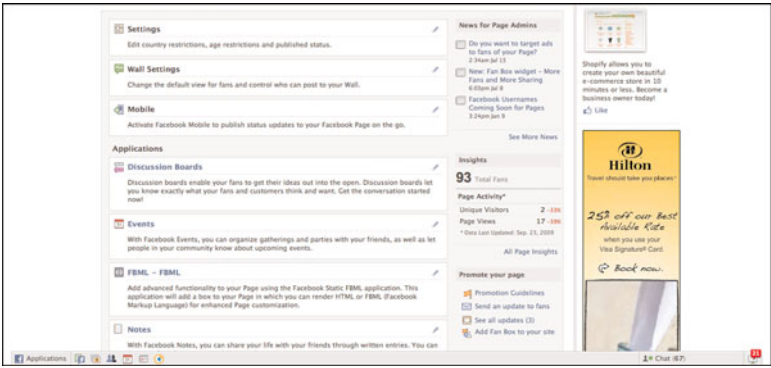 Settings
Edit country restrictions, age restrictions and published status.
Wall Settings
Change the default view for fans and control who can post to your Wall.
Mobile
Activate Facebook Mobile to publish status updates to your Facebook Page on the go.
Applications
Discussion Boards
Discussion boards enable your fans to get their ideas out into the open. Discussion boards let
you know exactly what your fans and customers think and want. Get the conversation started
now!
Events
With Facebook Events, you can organize gatherings and parties with your friends, as well as let
people in your community know about upcoming events.
FBML - FBML
Add advanced functionality to your Page using the Facebook Static FBML application. This
application will add a box to your Page in which you can render HTML or FBML (Facebook
Markup Language) for enhanced Page customization.
Notes
With Facebook Notes, you can share your life with your friends through written entries. You can
News for Page Admins
Do you want to target ads
to fans of your Page?
2:34am Jul 15
New: Fan Box widget – More
Fans and More Sharing
6:03pm Jul 8
Facebook Usernames
Coming Soon for Pages
3:24pm Jun 9
See More News
Insights
93 Total Fans
Page Activity*
Unique Visitors 2
Page Views 17
* Data Last Updated: Sep. 23, 2009
All Page Insights
Promote your page
Promotion Guidelines
Send an update to fans
See all updates (3)
Add Fan Box to your site
Shopify allows you to
create your own beautiful
e-commerce store in 10
minutes or less. Become a
business owner today!
Like
Hilton
Travel should take you places
25% off our Best
Available Rate
when you use your
Visa Signature Card.
Book now.
Applications
Chat (67)
21